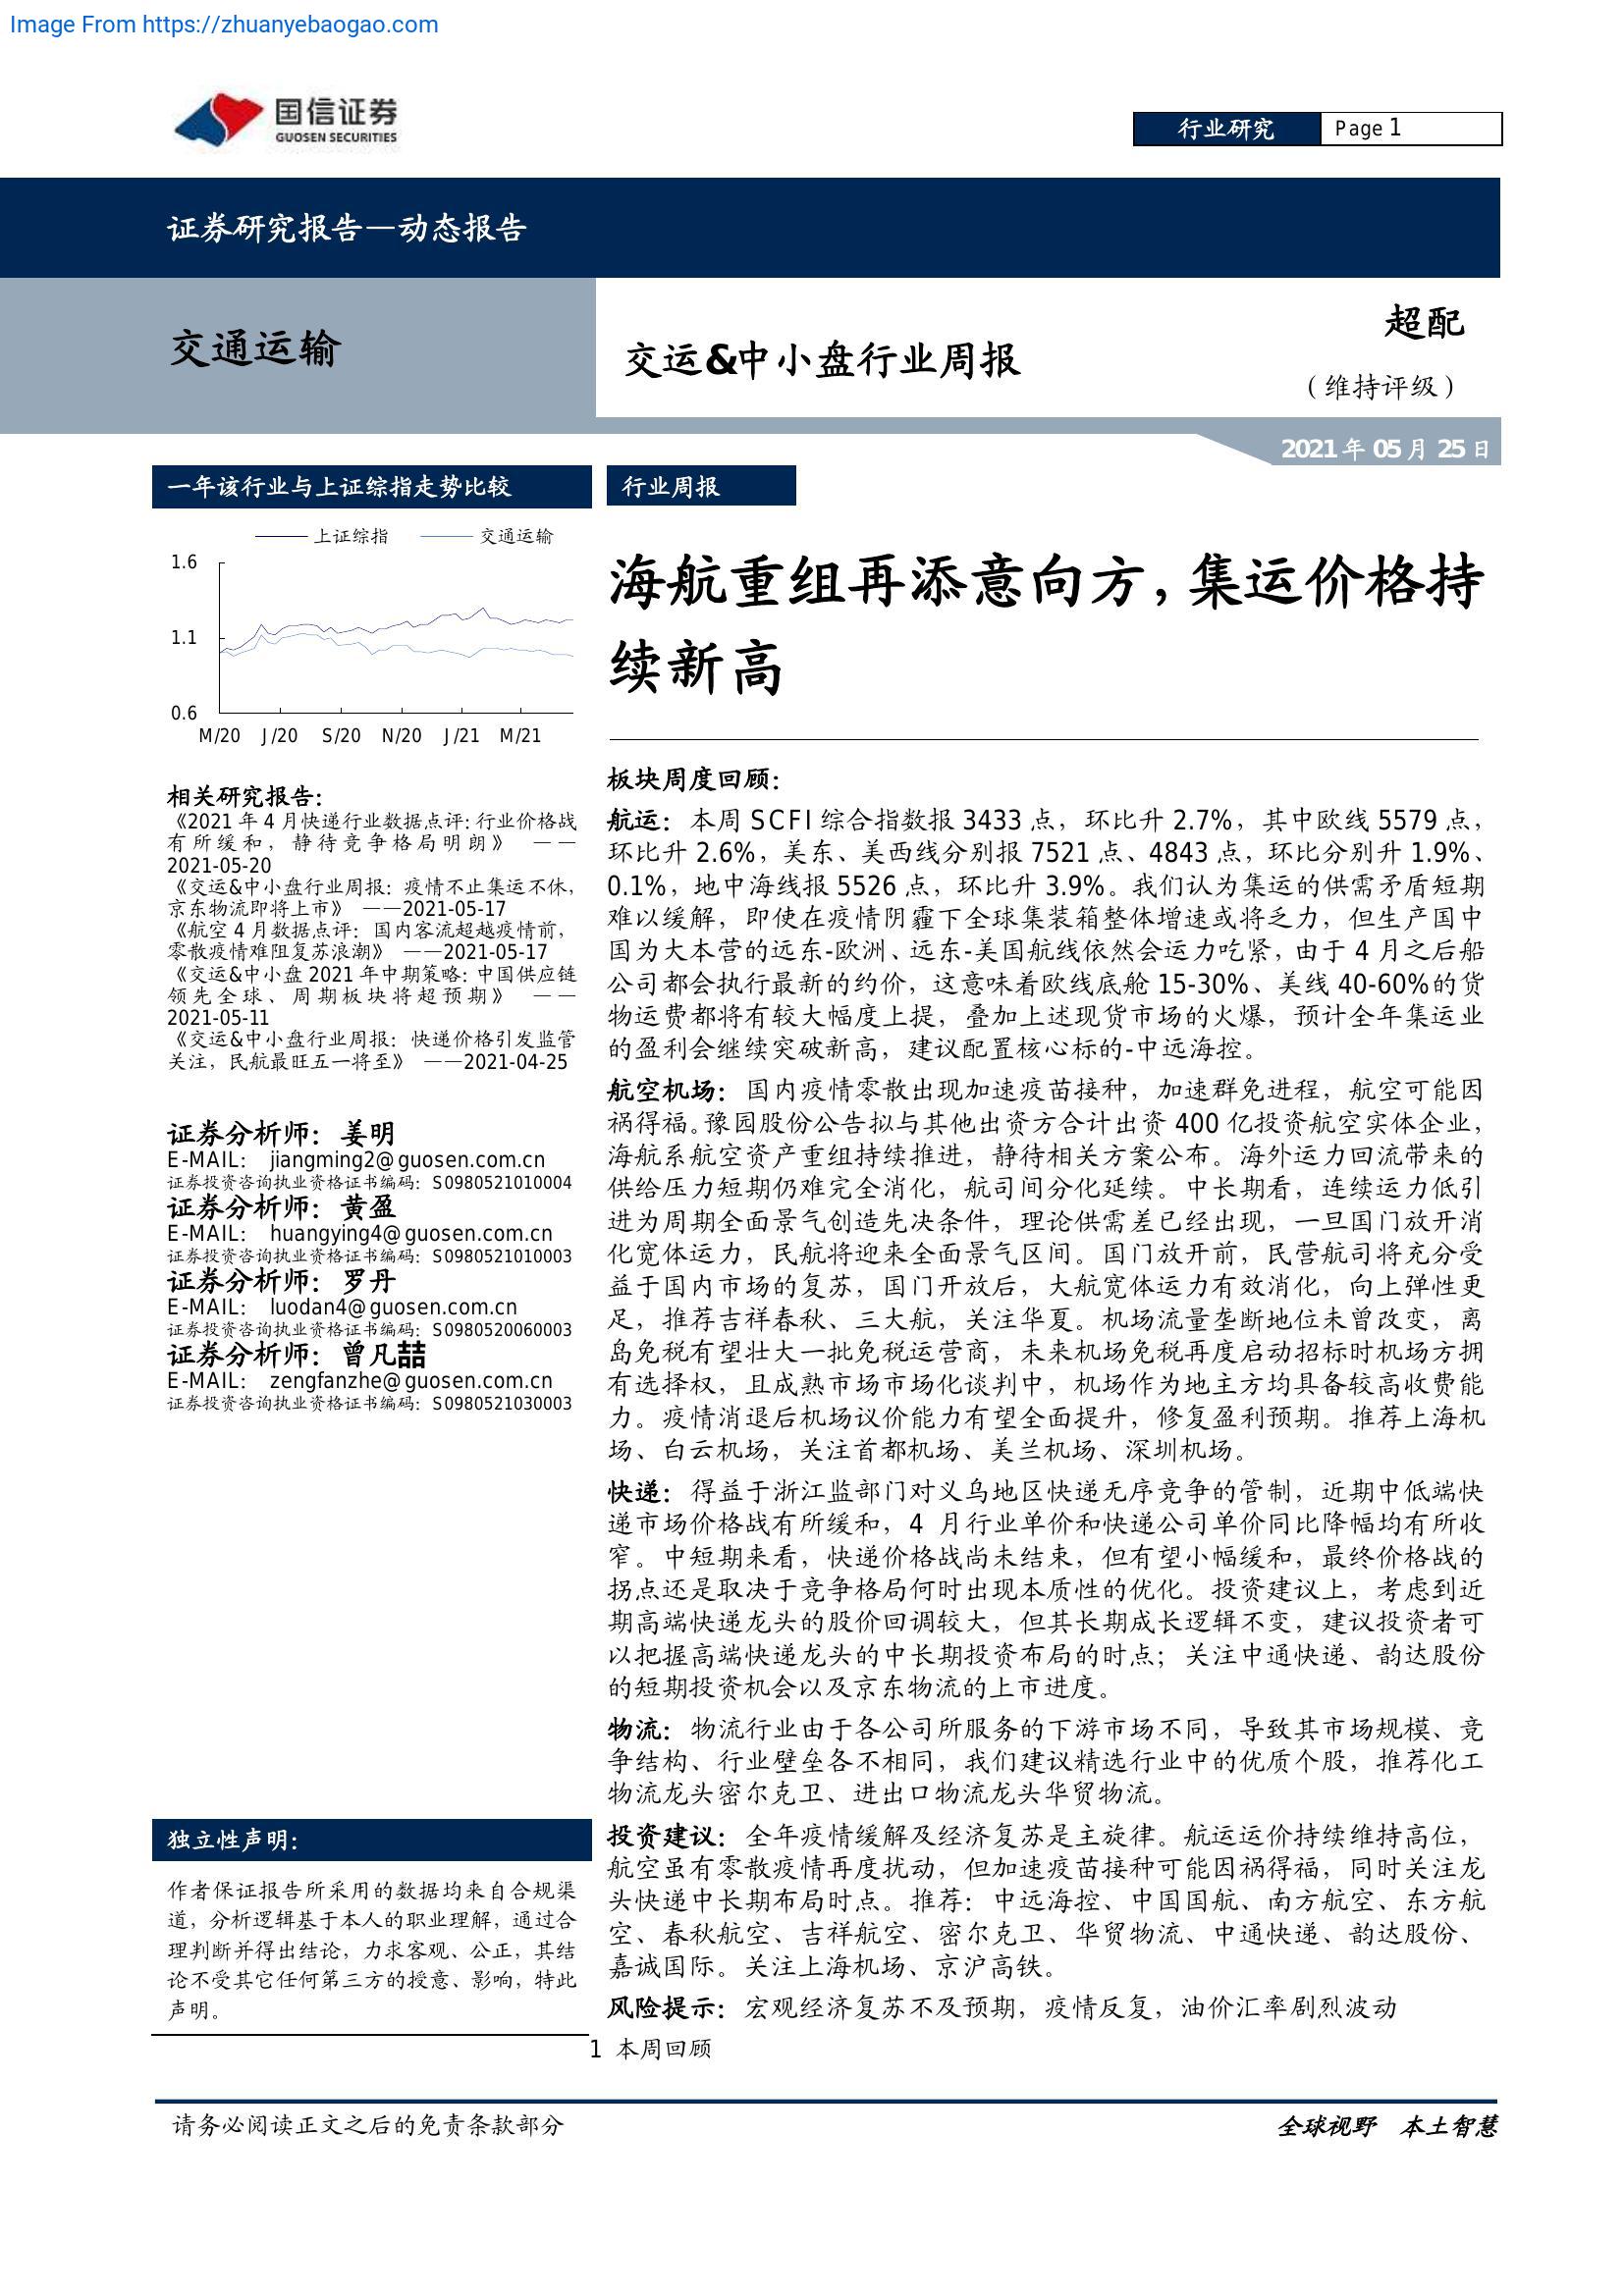 Image From https://zhuanyebaogao.com
国信证券
GUOSEN SECURITIES
行业研究
Page 1
证券研究报告—动态报告
交通运输
交运&中小盘行业周报
超配
（维持评级）
2021 年 05 月 25 日
一年该行业与上证综指走势比较
上证综指 交通运输
1.6
1.1
0.6
M/20 J/20 S/20 N/20 J/21 M/21
相关研究报告：
《2021 年 4 月快递行业数据点评：行业价格战
有所缓和，静待竞争格局明朗》 ——
2021-05-20
《交运&中小盘行业周报：疫情不止集运不休，
京东物流即将上市》 ——2021-05-17
《航空 4 月数据点评：国内客流超越疫情前，
零散疫情难阻复苏浪潮》 ——2021-05-17
《交运&中小盘 2021 年中期策略：中国供应链
领先全球、周期板块将超预期》 ——
2021-05-11
《交运&中小盘行业周报：快递价格引发监管
关注，民航最旺五一将至》 ——2021-04-25
证券分析师：姜明
E-MAIL： jiangming2@guosen.com.cn
证券投资咨询执业资格证书编码：S0980521010004
证券分析师：黄盈
E-MAIL： huangying4@guosen.com.cn
证券投资咨询执业资格证书编码：S0980521010003
证券分析师：罗丹
E-MAIL： luodan4@guosen.com.cn
证券投资咨询执业资格证书编码：S0980520060003
证券分析师：曾凡喆
E-MAIL： zengfanzhe@guosen.com.cn
证券投资咨询执业资格证书编码：S0980521030003
独立性声明：
作者保证报告所采用的数据均来自合规渠
道，分析逻辑基于本人的职业理解，通过合
理判断并得出结论，力求客观、公正，其结
论不受其它任何第三方的授意、影响，特此
声明。
行业周报
海航重组再添意向方，集运价格持
续新高
板块周度回顾：
航运：本周 SCFI 综合指数报 3433 点，环比升 2.7%，其中欧线 5579 点，
环比升 2.6%，美东、美西线分别报 7521 点、4843 点，环比分别升 1.9%、
0.1%，地中海线报 5526 点，环比升 3.9%。我们认为集运的供需矛盾短期
难以缓解，即使在疫情阴霾下全球集装箱整体增速或将乏力，但生产国中
国为大本营的远东-欧洲、远东-美国航线依然会运力吃紧，由于 4 月之后船
公司都会执行最新的约价，这意味着欧线底舱 15-30%、美线 40-60%的货
物运费都将有较大幅度上提，叠加上述现货市场的火爆，预计全年集运业
的盈利会继续突破新高，建议配置核心标的-中远海控。
航空机场：国内疫情零散出现加速疫苗接种，加速群免进程，航空可能因
祸得福。豫园股份公告拟与其他出资方合计出资 400 亿投资航空实体企业，
海航系航空资产重组持续推进，静待相关方案公布。海外运力回流带来的
供给压力短期仍难完全消化，航司间分化延续。中长期看，连续运力低引
进为周期全面景气创造先决条件，理论供需差已经出现，一旦国门放开消
化宽体运力，民航将迎来全面景气区间。国门放开前，民营航司将充分受
益于国内市场的复苏，国门开放后，大航宽体运力有效消化，向上弹性更
足，推荐吉祥春秋、三大航，关注华夏。机场流量垄断地位未曾改变，离
岛免税有望壮大一批免税运营商，未来机场免税再度启动招标时机场方拥
有选择权，且成熟市场市场化谈判中，机场作为地主方均具备较高收费能
力。疫情消退后机场议价能力有望全面提升，修复盈利预期。推荐上海机
场、白云机场，关注首都机场、美兰机场、深圳机场。
快递：得益于浙江监部门对义乌地区快递无序竞争的管制，近期中低端快
递市场价格战有所缓和，4 月行业单价和快递公司单价同比降幅均有所收
窄。中短期来看，快递价格战尚未结束，但有望小幅缓和，最终价格战的
拐点还是取决于竞争格局何时出现本质性的优化。投资建议上，考虑到近
期高端快递龙头的股价回调较大，但其长期成长逻辑不变，建议投资者可
以把握高端快递龙头的中长期投资布局的时点；关注中通快递、韵达股份
的短期投资机会以及京东物流的上市进度。
物流：物流行业由于各公司所服务的下游市场不同，导致其市场规模、竞
争结构、行业壁垒各不相同，我们建议精选行业中的优质个股，推荐化工
物流龙头密尔克卫、进出口物流龙头华贸物流。
投资建议：全年疫情缓解及经济复苏是主旋律。航运运价持续维持高位，
航空虽有零散疫情再度扰动，但加速疫苗接种可能因祸得福，同时关注龙
头快递中长期布局时点。推荐：中远海控、中国国航、南方航空、东方航
空、春秋航空、吉祥航空、密尔克卫、华贸物流、中通快递、韵达股份、
嘉诚国际。关注上海机场、京沪高铁。
风险提示：宏观经济复苏不及预期，疫情反复，油价汇率剧烈波动
1 本周回顾
请务必阅读正文之后的免责条款部分
全球视野 本土智慧